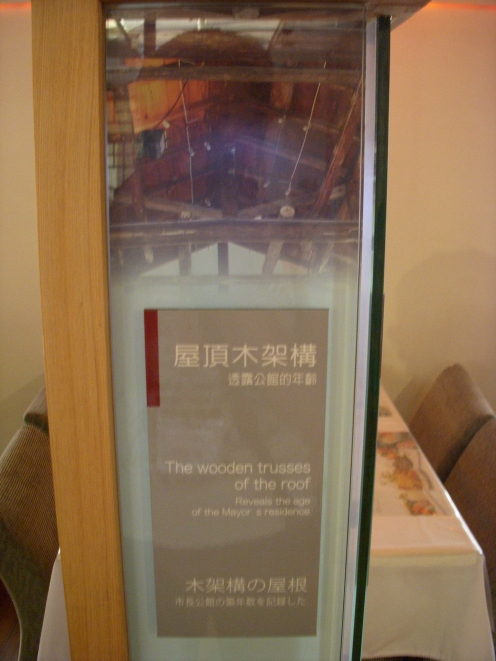 屋頂木架構
透露公館的年齡
The wooden trusses
of the roof
Reveals the age
of the Mayor s residence
木架構の屋根
市長公館の築年数を記録した